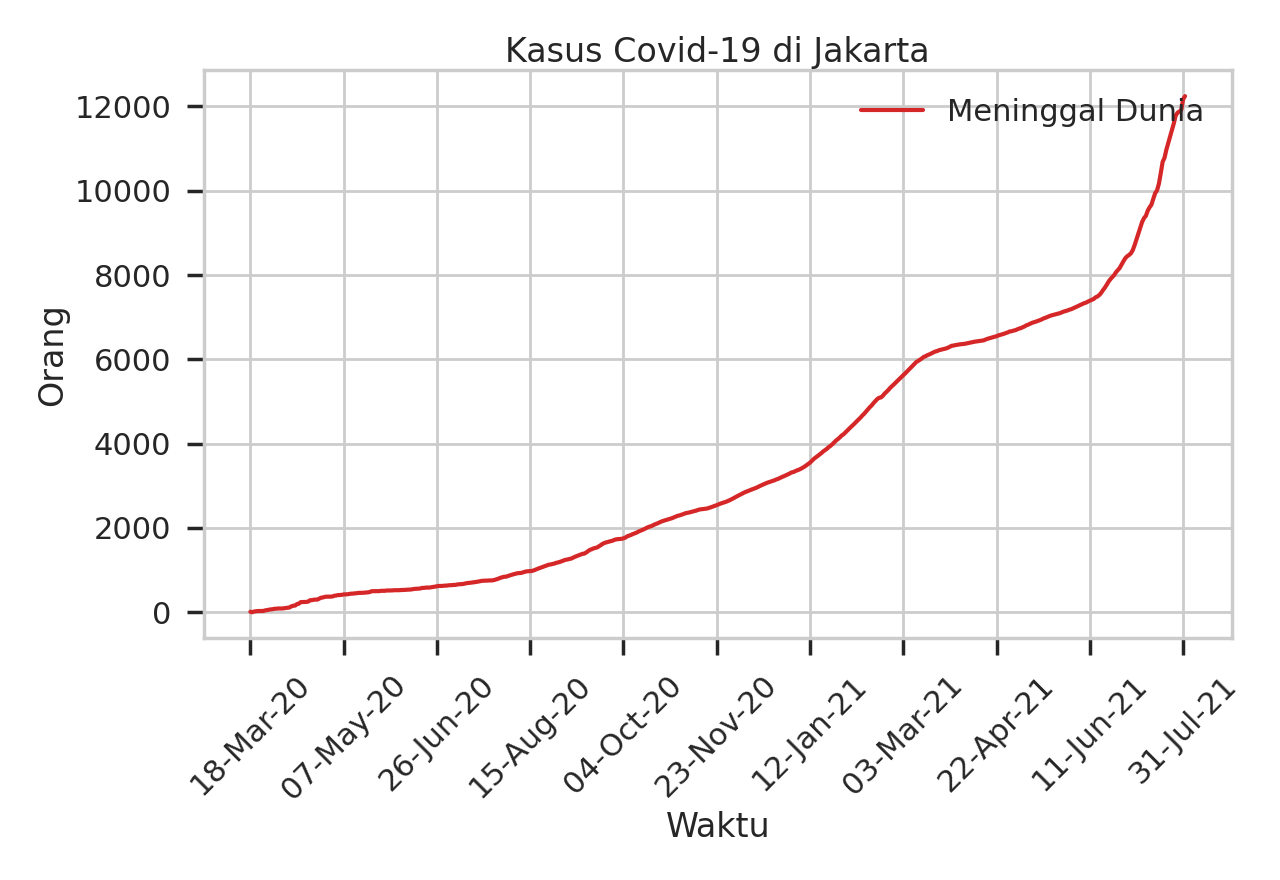 Kasus Covid-19 di Jakarta
Meninggal Dunia
12000
10000
8000
6000
4000
2000
0
Orang
18-Mar-20
07-May-20
26-Jun-20
15-Aug-20
04-Oct-20
23-Nov-20
12-Jan-21
03-Mar-21
22-Apr-21
11-Jun-21
31-Jul-21
Waktu